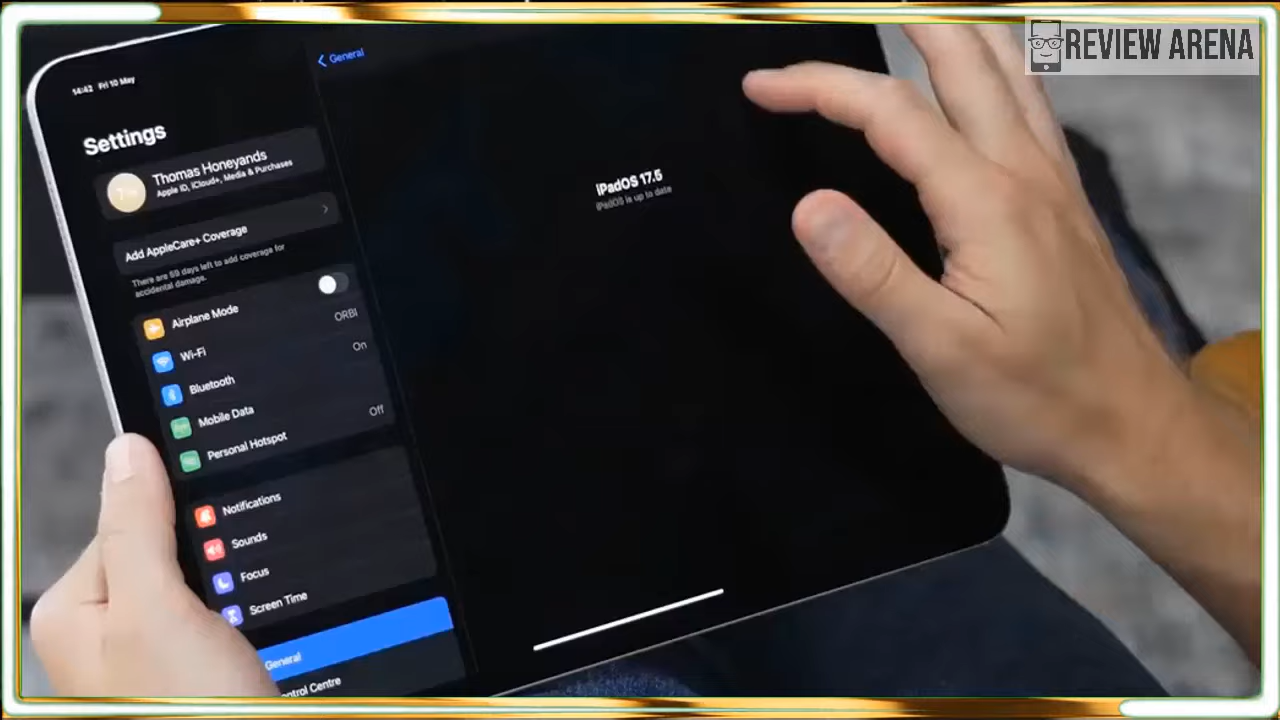 REVIEW ARENA
14:42 Fri 10 May
General
Settings
Thomas Honeyands
Apple ID, iCloud+, Media & Purchases
Add AppleCare+ Coverage
There are 59 days left to add coverage for
accidental damage.
Airplane Mode
Wi-Fi ORBI
Bluetooth On
Mobile Data
Personal Hotspot Off
Notifications
Sounds
Focus
Screen Time
General
ontrol Centre
iPadOS 17.5
iPadOS is up to date